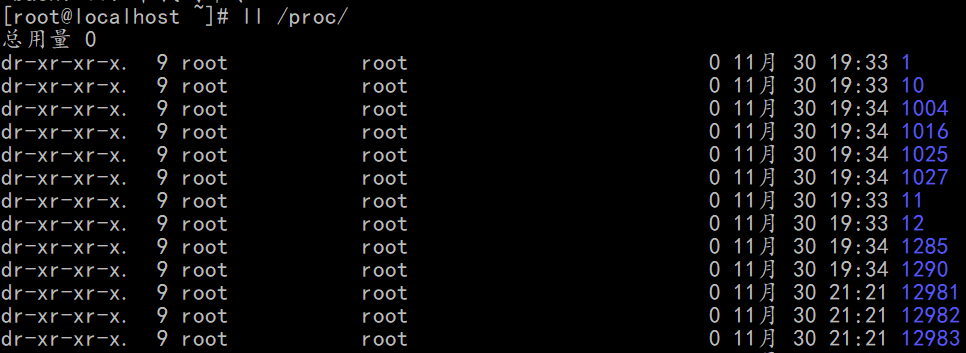 [root@localhost ~]# ll /proc/
总用量 0
dr-xr-xr-x. 9 root root 0 11月 30 19:33 1
dr-xr-xr-x. 9 root root 0 11月 30 19:33 10
dr-xr-xr-x. 9 root root 0 11月 30 19:34 1004
dr-xr-xr-x. 9 root root 0 11月 30 19:34 1016
dr-xr-xr-x. 9 root root 0 11月 30 19:34 1025
dr-xr-xr-x. 9 root root 0 11月 30 19:34 1027
dr-xr-xr-x. 9 root root 0 11月 30 19:33 11
dr-xr-xr-x. 9 root root 0 11月 30 19:33 12
dr-xr-xr-x. 9 root root 0 11月 30 19:34 1285
dr-xr-xr-x. 9 root root 0 11月 30 19:34 1290
dr-xr-xr-x. 9 root root 0 11月 30 21:21 12981
dr-xr-xr-x. 9 root root 0 11月 30 21:21 12982
dr-xr-xr-x. 9 root root 0 11月 30 21:21 12983